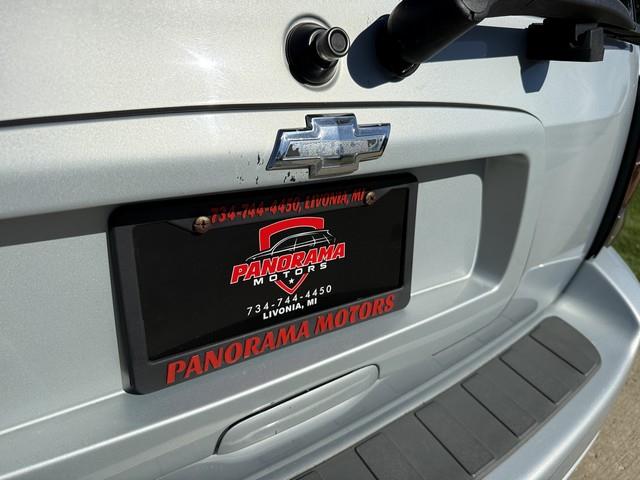 734-744-4450, LIVONIA, MI
PANORAMA
MOTORS
734-744-4450
LIVONIA, MI
PANORAMA MOTORS